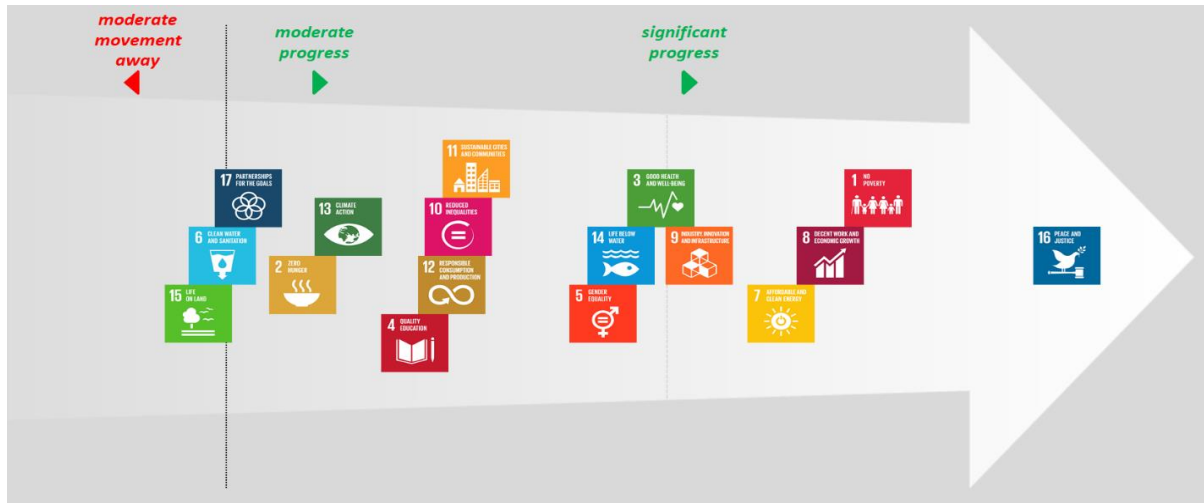 moderate
movement
away
moderate
progress
significant
progress
11 SUSTAINABLE CITIES
AND COMMUNITIES
17 PARTNERSHIPS
FOR THE GOALS
3 GOOD HEALTH
AND WELL-BEING
1 NO
POVERTY
13 CLIMATE
ACTION
10 REDUCED
INEQUALITIES
6 CLEAN WATER
AND SANITATION
14 LIFE BELOW
WATER
9 INDUSTRY, INNOVATION
AND INFRASTRUCTURE
8 DECENT WORK AND
ECONOMIC GROWTH
16 PEACE AND
JUSTICE
2 ZERO
HUNGER
12 RESPONSIBLE
CONSUMPTION
AND PRODUCTION
15 LIFE
ON LAND
5 GENDER
EQUALITY
7 AFFORDABLE AND
CLEAN ENERGY
4 QUALITY
EDUCATION